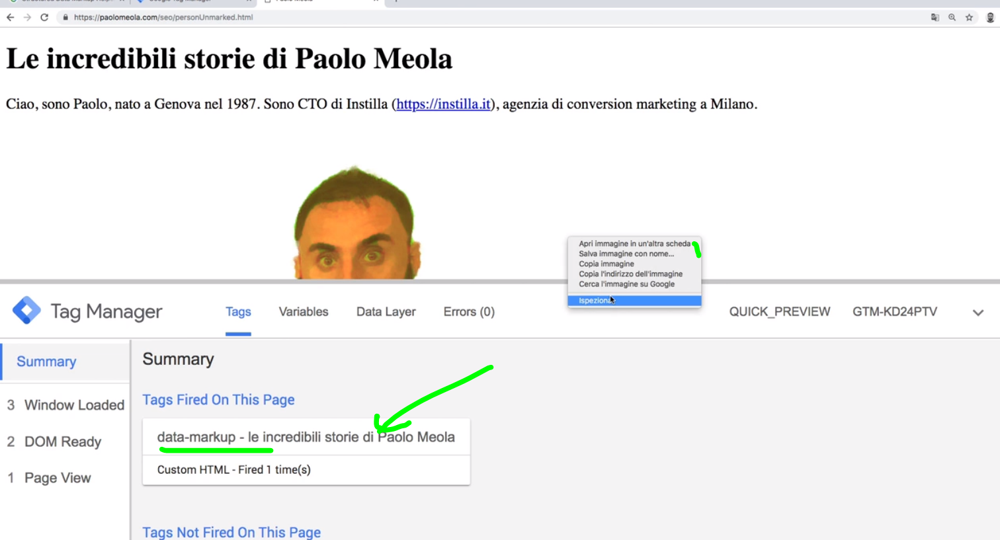 https://paolomeola.com/seo/personUnmarked.html
Le incredibili storie di Paolo Meola
Ciao, sono Paolo, nato a Genova nel 1987. Sono CTO di Instilla (https://instilla.it), agenzia di conversion marketing a Milano.
Apri immagine in un'altra scheda
Salva immagine con nome...
Copia immagine
Copia l'indirizzo dell'immagine
Cerca l'immagine su Google
Ispeziona
Tag Manager
Tags
Variables
Data Layer
Errors (0)
QUICK_PREVIEW
GTM-KD24PTV
Summary
3 Window Loaded
2 DOM Ready
1 Page View
Summary
Tags Fired On This Page
data-markup - le incredibili storie di Paolo Meola
Custom HTML - Fired 1 time(s)
Tags Not Fired On This Page